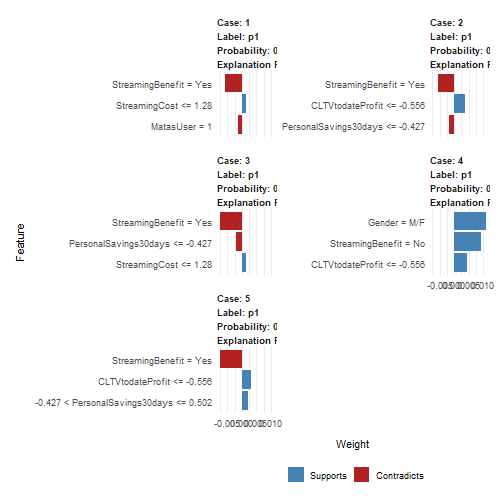 Case: 1
Label: p1
Probability: 0
Explanation F
StreamingBenefit = Yes
StreamingCost <= 1.28
MatasUser = 1
Case: 2
Label: p1
Probability: 0
Explanation F
StreamingBenefit = Yes
CLTVtodateProfit <= -0.556
PersonalSavings30days <= -0.427
Case: 3
Label: p1
Probability: 0
Explanation F
StreamingBenefit = Yes
PersonalSavings30days <= -0.427
StreamingCost <= 1.28
Case: 4
Label: p1
Probability: 0
Explanation F
Gender = M/F
StreamingBenefit = No
CLTVtodateProfit <= -0.556
Case: 5
Label: p1
Probability: 0
Explanation F
StreamingBenefit = Yes
CLTVtodateProfit <= -0.556
-0.427 < PersonalSavings30days <= 0.502
Feature
Weight
Supports
Contradicts